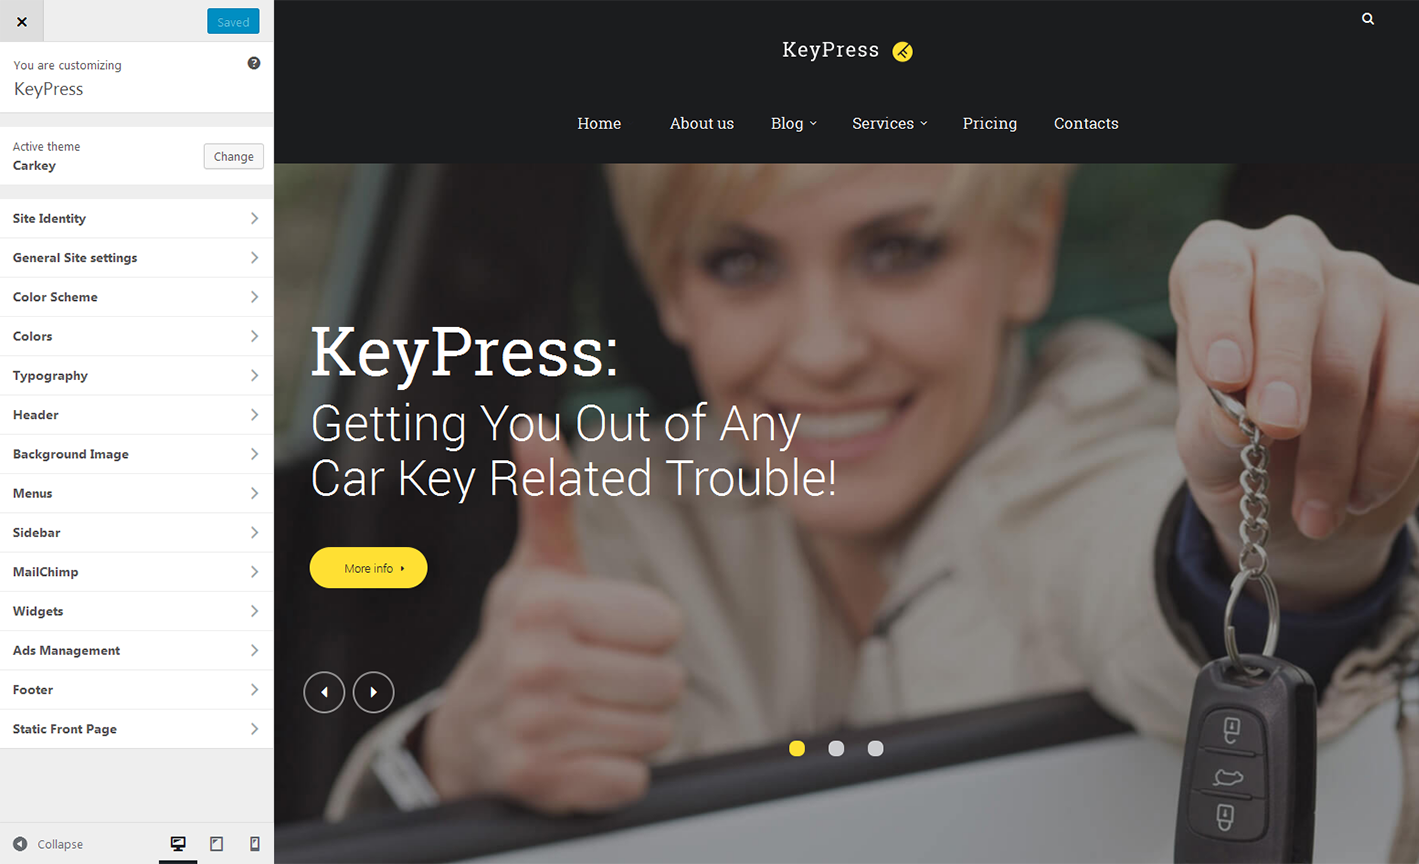 Saved
You are customizing
KeyPress
Active theme
Carkey
Change
Site Identity
General Site settings
Color Scheme
Colors
Typography
Header
Background Image
Menus
Sidebar
MailChimp
Widgets
Ads Management
Footer
Static Front Page
Collapse
KeyPress
Home About us Blog Services Pricing Contacts
KeyPress:
Getting You Out of Any
Car Key Related Trouble!
More info